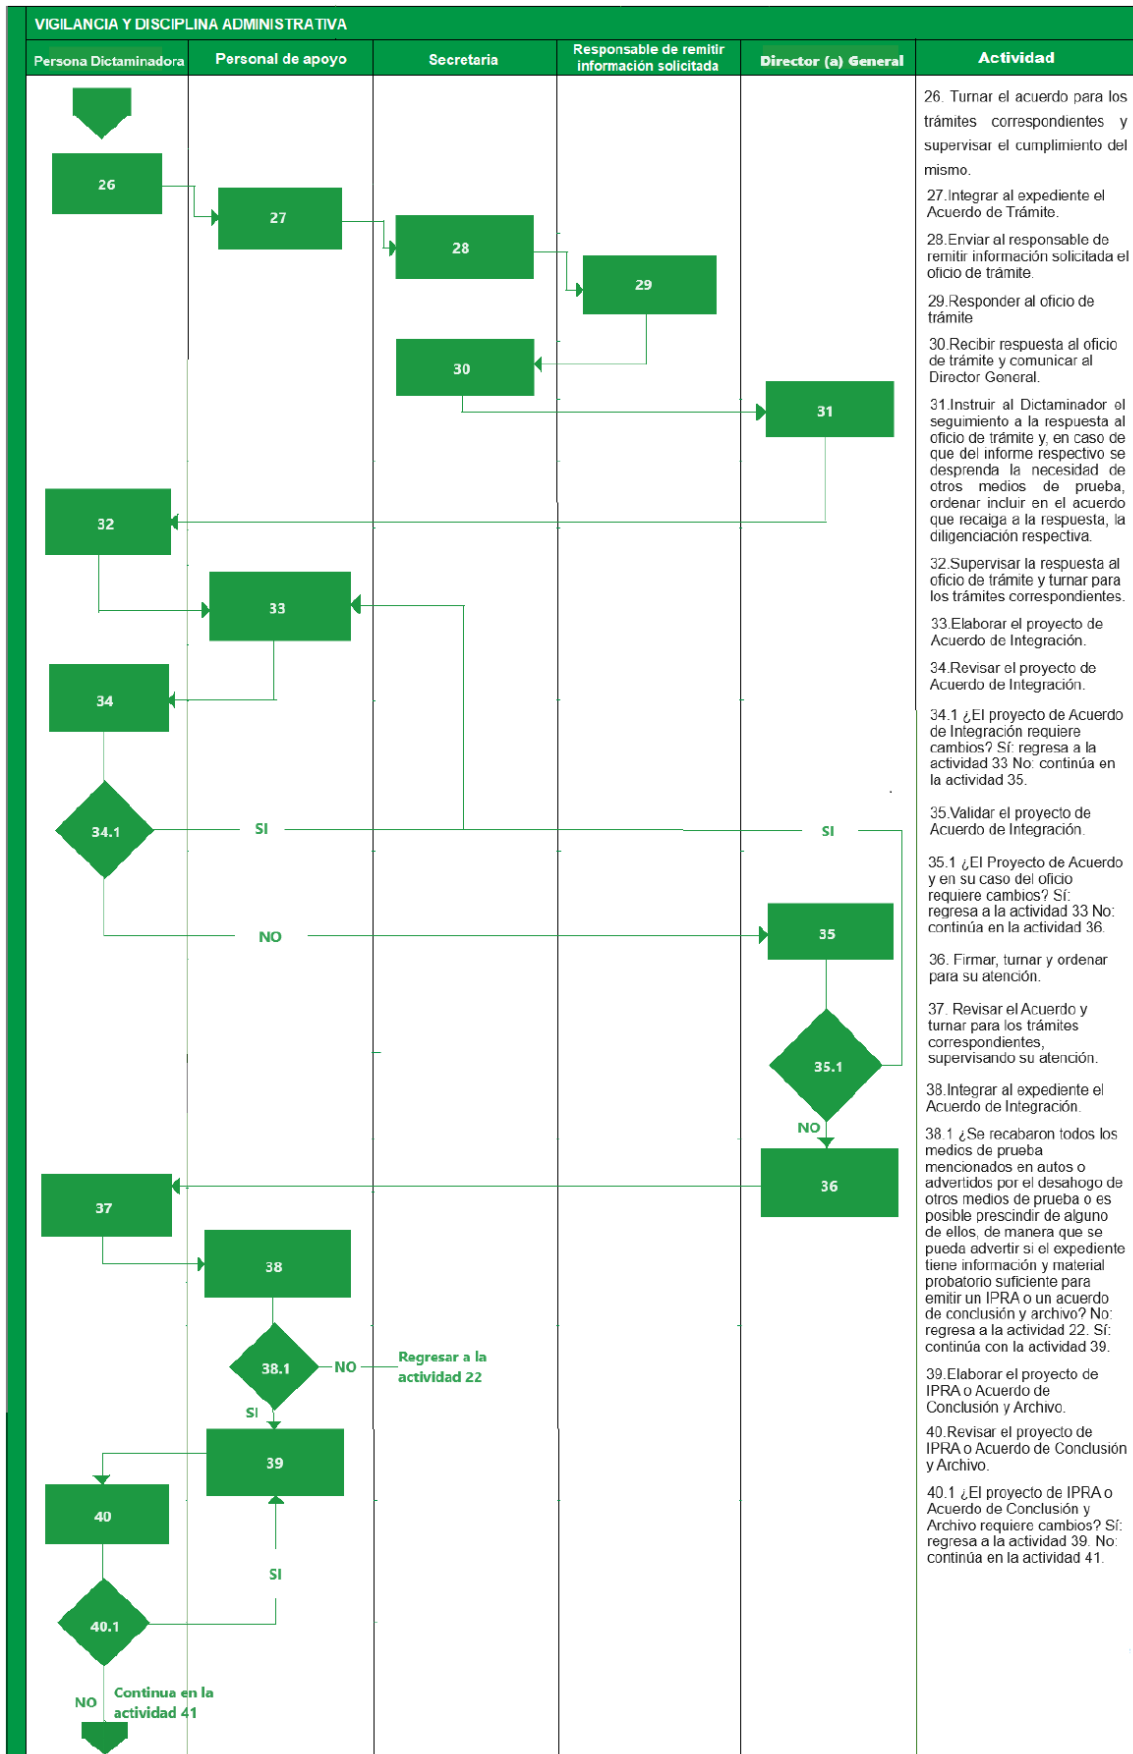 VIGILANCIA Y DISCIPLINA ADMINISTRATIVA
Persona Dictaminadora
Personal de apoyo
Secretaria
Responsable de remitir
información solicitada
Director (a) General
Actividad
26
27
28
29
30
31
32
33
34
34.1
SI
SI
NO
35
35.1
NO
36
37
38
38.1
NO
Regresar a la
actividad 22
SI
39
40
SI
40.1
NO
Continua en la
actividad 41
26. Turnar el acuerdo para los
trámites correspondientes y
supervisar el cumplimiento del
mismo.
27.Integrar al expediente el
Acuerdo de Trámite.
28.Enviar al responsable de
remitir información solicitada el
oficio de trámite.
29.Responder al oficio de
trámite
30.Recibir respuesta al oficio
de trámite y comunicar al
Director General.
31.Instruir al Dictaminador el
seguimiento a la respuesta al
oficio de trámite y, en caso de
que del informe respectivo se
desprenda la necesidad de
otros medios de prueba,
ordenar incluir en el acuerdo
que recaiga a la respuesta, la
diligenciación respectiva.
32.Supervisar la respuesta al
oficio de trámite y turnar para
los trámites correspondientes.
33.Elaborar el proyecto de
Acuerdo de Integración.
34.Revisar el proyecto de
Acuerdo de Integración.
34.1 ¿El proyecto de Acuerdo
de Integración requiere
cambios? Sí: regresa a la
actividad 33 No: continúa en
la actividad 35.
35.Validar el proyecto de
Acuerdo de Integración.
35.1 ¿El Proyecto de Acuerdo
y en su caso del oficio
requiere cambios? Sí:
regresa a la actividad 33 No:
continúa en la actividad 36.
36. Firmar, turnar y ordenar
para su atención.
37. Revisar el Acuerdo y
turnar para los trámites
correspondientes,
supervisando su atención.
38.Integrar al expediente el
Acuerdo de Integración.
38.1 ¿Se recabaron todos los
medios de prueba
mencionados en autos o
advertidos por el desahogo de
otros medios de prueba o es
posible prescindir de alguno
de ellos, de manera que se
pueda advertir si el expediente
tiene información y material
probatorio suficiente para
emitir un IPRA o un acuerdo
de conclusión y archivo? No:
regresa a la actividad 22. Sí:
continúa con la actividad 39.
39.Elaborar el proyecto de
IPRA o Acuerdo de
Conclusión y Archivo.
40.Revisar el proyecto de
IPRA o Acuerdo de Conclusión
y Archivo.
40.1 ¿El proyecto de IPRA o
Acuerdo de Conclusión y
Archivo requiere cambios? Sí:
regresa a la actividad 39. No:
continúa en la actividad 41.